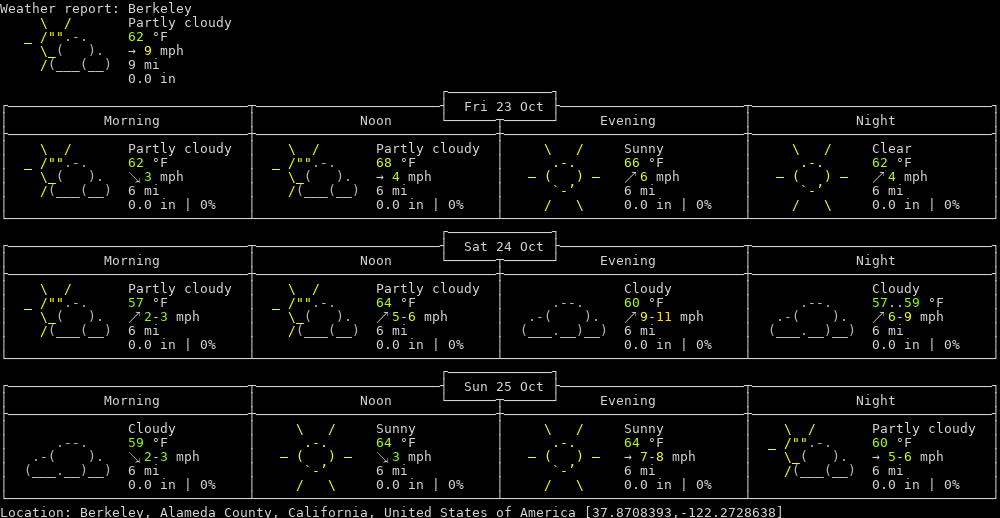 Weather report: Berkeley
Partly cloudy
62 °F
→ 9 mph
9 mi
0.0 in
Fri 23 Oct
Morning Noon Evening Night
Partly cloudy Partly cloudy Sunny Clear
62 °F 68 °F 66 °F 62 °F
↘ 3 mph → 4 mph ↗ 6 mph ↗ 4 mph
6 mi 6 mi 6 mi 6 mi
0.0 in | 0% 0.0 in | 0% 0.0 in | 0% 0.0 in | 0%
Sat 24 Oct
Morning Noon Evening Night
Partly cloudy Partly cloudy Cloudy Cloudy
57 °F 64 °F 60 °F 57..59 °F
↗ 2-3 mph ↗ 5-6 mph ↗ 9-11 mph ↗ 6-9 mph
6 mi 6 mi 6 mi 6 mi
0.0 in | 0% 0.0 in | 0% 0.0 in | 0% 0.0 in | 0%
Sun 25 Oct
Morning Noon Evening Night
Cloudy Sunny Sunny Partly cloudy
59 °F 64 °F 64 °F 60 °F
↘ 2-3 mph ↘ 3 mph → 7-8 mph → 5-6 mph
6 mi 6 mi 6 mi 6 mi
0.0 in | 0% 0.0 in | 0% 0.0 in | 0% 0.0 in | 0%
Location: Berkeley, Alameda County, California, United States of America [37.8708393,-122.2728638]